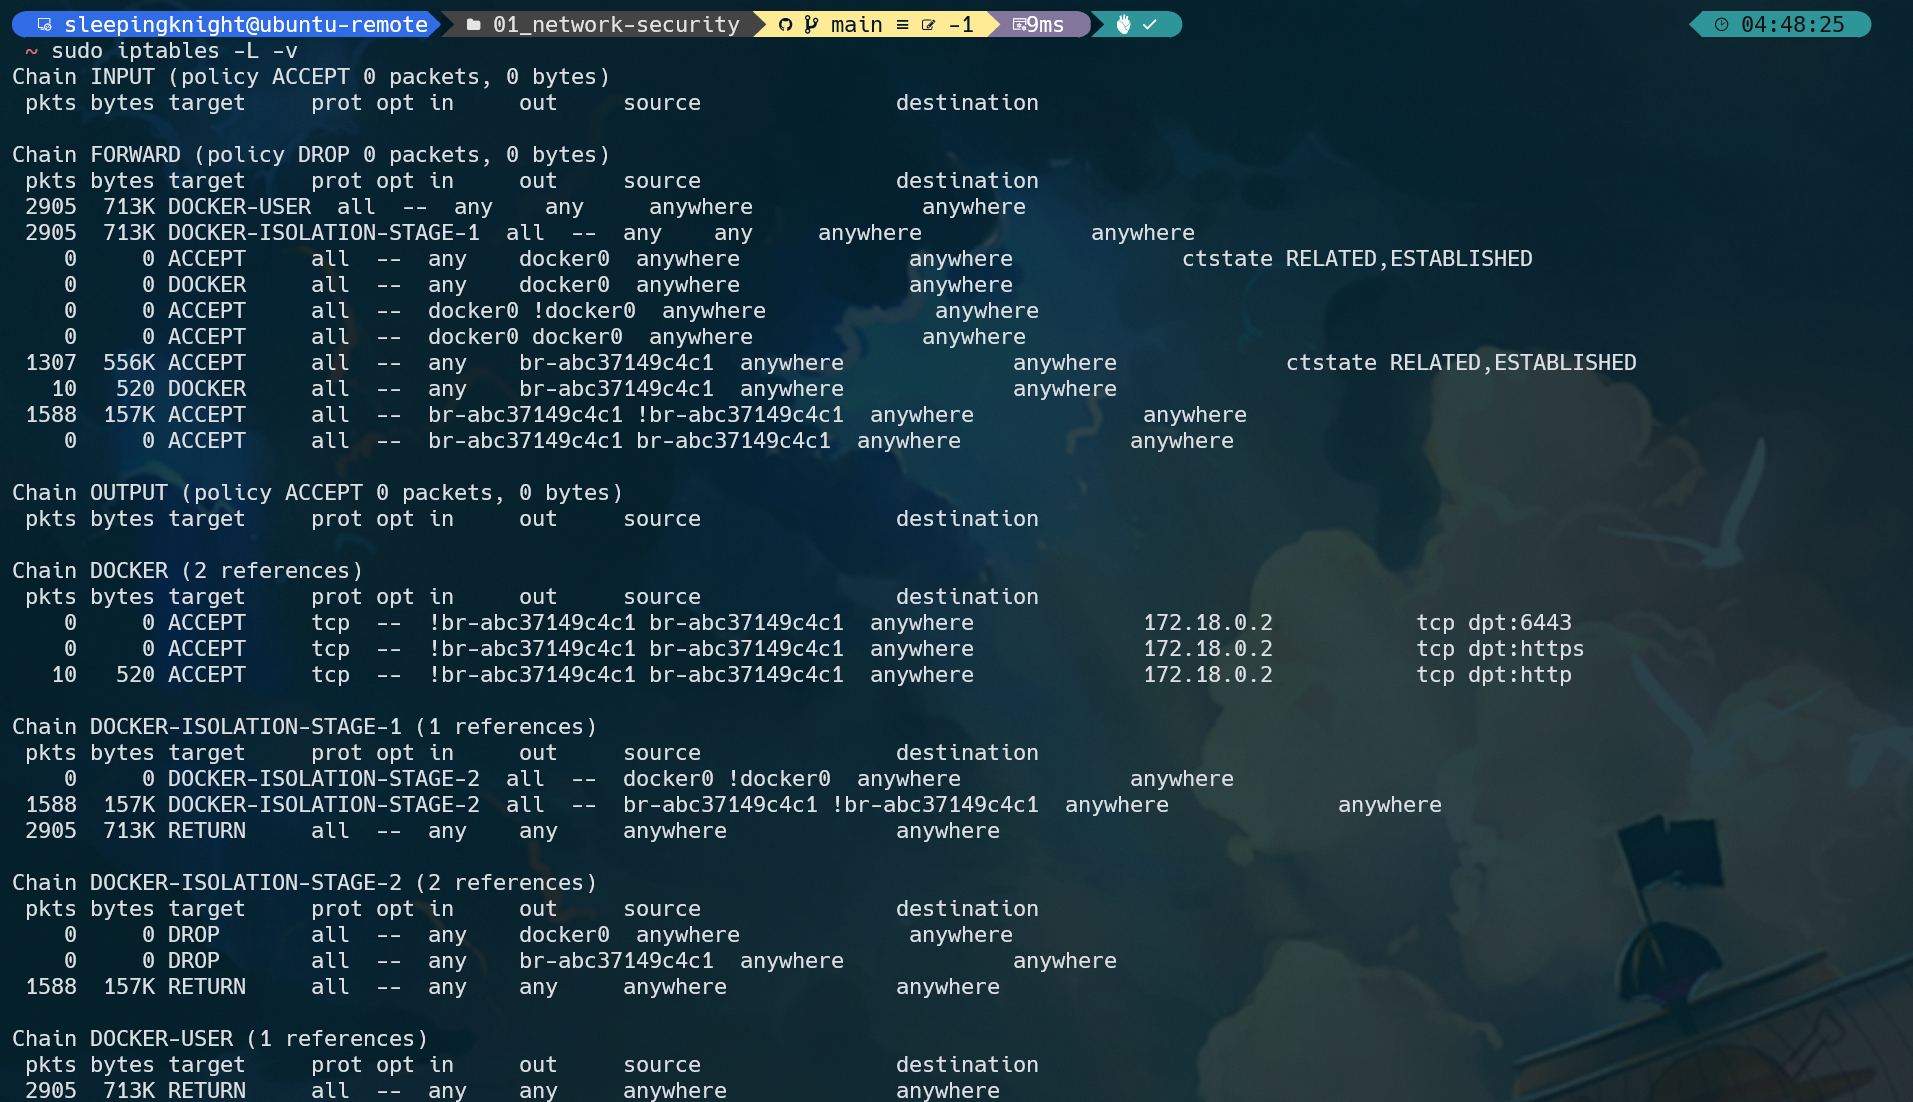 sleepingknight@ubuntu-remote 01_network-security main ≡ -1 9ms ✓ 04:48:25
~ sudo iptables -L -v
Chain INPUT (policy ACCEPT 0 packets, 0 bytes)
pkts bytes target prot opt in out source destination
Chain FORWARD (policy DROP 0 packets, 0 bytes)
pkts bytes target prot opt in out source destination
2905 713K DOCKER-USER all -- any any anywhere anywhere
2905 713K DOCKER-ISOLATION-STAGE-1 all -- any any anywhere anywhere
0 0 ACCEPT all -- any docker0 anywhere anywhere ctstate RELATED,ESTABLISHED
0 0 DOCKER all -- any docker0 anywhere anywhere
0 0 ACCEPT all -- docker0 !docker0 anywhere anywhere
0 0 ACCEPT all -- docker0 docker0 anywhere anywhere
1307 556K ACCEPT all -- any br-abc37149c4c1 anywhere anywhere ctstate RELATED,ESTABLISHED
10 520 DOCKER all -- any br-abc37149c4c1 anywhere anywhere
1588 157K ACCEPT all -- br-abc37149c4c1 !br-abc37149c4c1 anywhere anywhere
0 0 ACCEPT all -- br-abc37149c4c1 br-abc37149c4c1 anywhere anywhere
Chain OUTPUT (policy ACCEPT 0 packets, 0 bytes)
pkts bytes target prot opt in out source destination
Chain DOCKER (2 references)
pkts bytes target prot opt in out source destination
0 0 ACCEPT tcp -- !br-abc37149c4c1 br-abc37149c4c1 anywhere 172.18.0.2 tcp dpt:6443
0 0 ACCEPT tcp -- !br-abc37149c4c1 br-abc37149c4c1 anywhere 172.18.0.2 tcp dpt:https
10 520 ACCEPT tcp -- !br-abc37149c4c1 br-abc37149c4c1 anywhere 172.18.0.2 tcp dpt:http
Chain DOCKER-ISOLATION-STAGE-1 (1 references)
pkts bytes target prot opt in out source destination
0 0 DOCKER-ISOLATION-STAGE-2 all -- docker0 !docker0 anywhere anywhere
1588 157K DOCKER-ISOLATION-STAGE-2 all -- br-abc37149c4c1 !br-abc37149c4c1 anywhere anywhere
2905 713K RETURN all -- any any anywhere anywhere
Chain DOCKER-ISOLATION-STAGE-2 (2 references)
pkts bytes target prot opt in out source destination
0 0 DROP all -- any docker0 anywhere anywhere
0 0 DROP all -- any br-abc37149c4c1 anywhere anywhere
1588 157K RETURN all -- any any anywhere anywhere
Chain DOCKER-USER (1 references)
pkts bytes target prot opt in out source destination
2905 713K RETURN all -- any any anywhere anywhere